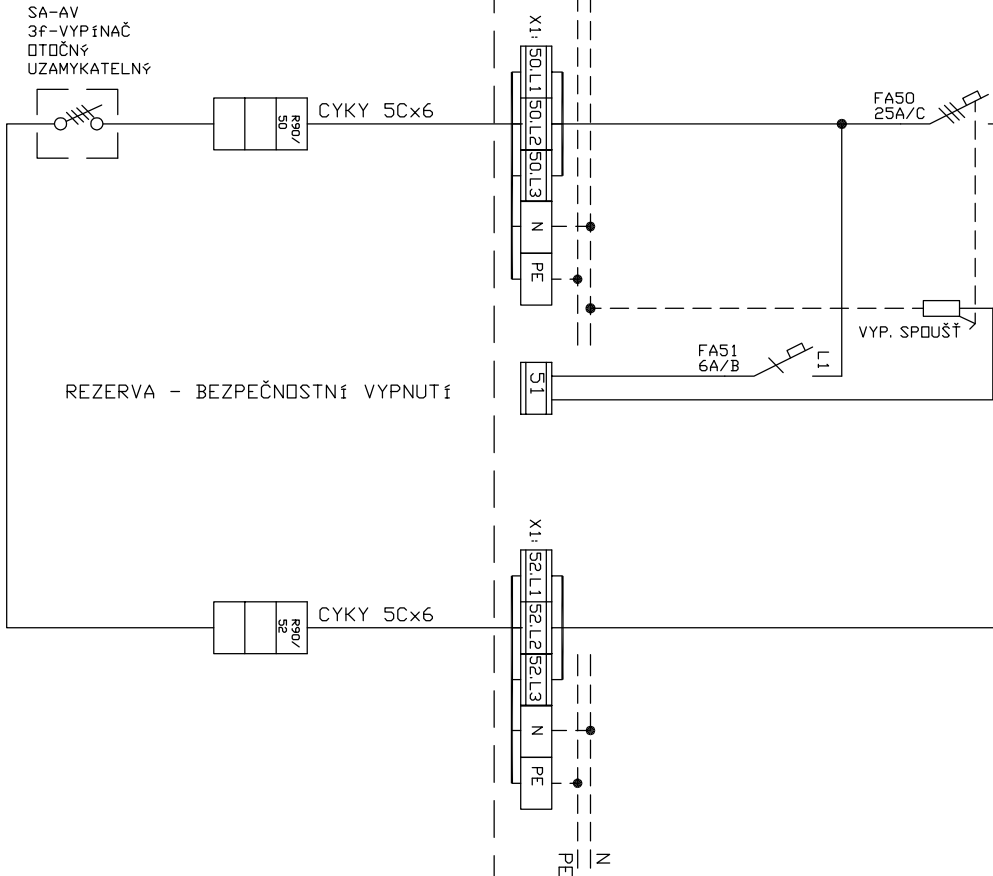 SA-AV
3f-VYPÍNAČ
OTOČNÝ
UZAMYKATELNÝ
R90/
50
CYKY 5Cx6
X1:
50.L1
50.L2
50.L3
N
PE
FA50
25A/C
VYP. SPOUŠŤ
FA51
6A/B
L1
51
REZERVA - BEZPEČNOSTNÍ VYPNUTÍ
R90/
52
CYKY 5Cx6
X1:
52.L1
52.L2
52.L3
N
PE
PE
N